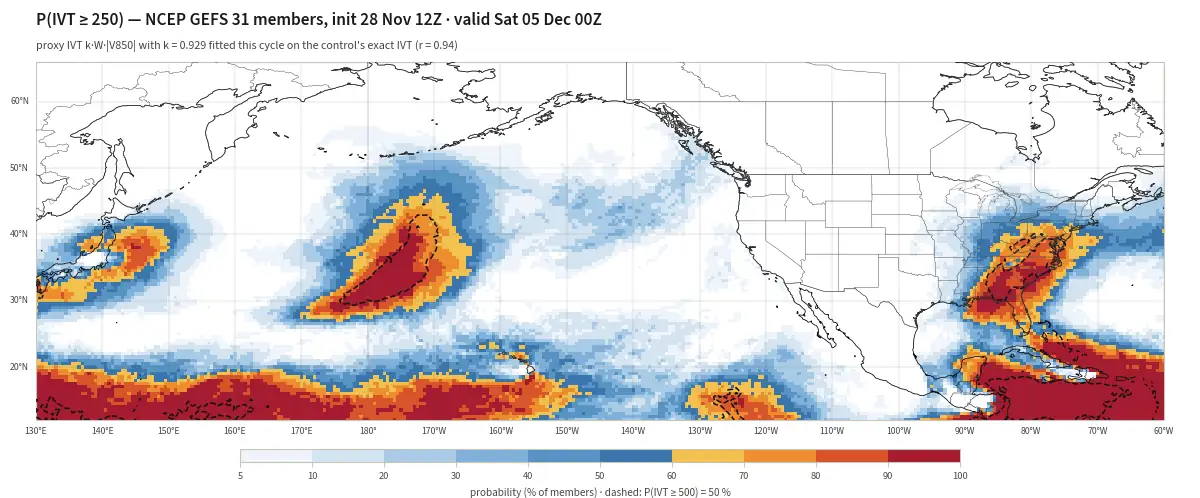 P(IVT ≥ 250) — NCEP GEFS 31 members, init 28 Nov 12Z · valid Sat 05 Dec 00Z
proxy IVT k·W·|V850| with k = 0.929 fitted this cycle on the control's exact IVT (r = 0.94)
60°N
50°N
40°N
30°N
20°N
130°E 140°E 150°E 160°E 170°E 180° 170°W 160°W 150°W 140°W 130°W 120°W 110°W 100°W 90°W 80°W 70°W 60°W
5 10 20 30 40 50 60 70 80 90 100
probability (% of members) · dashed: P(IVT ≥ 500) = 50 %